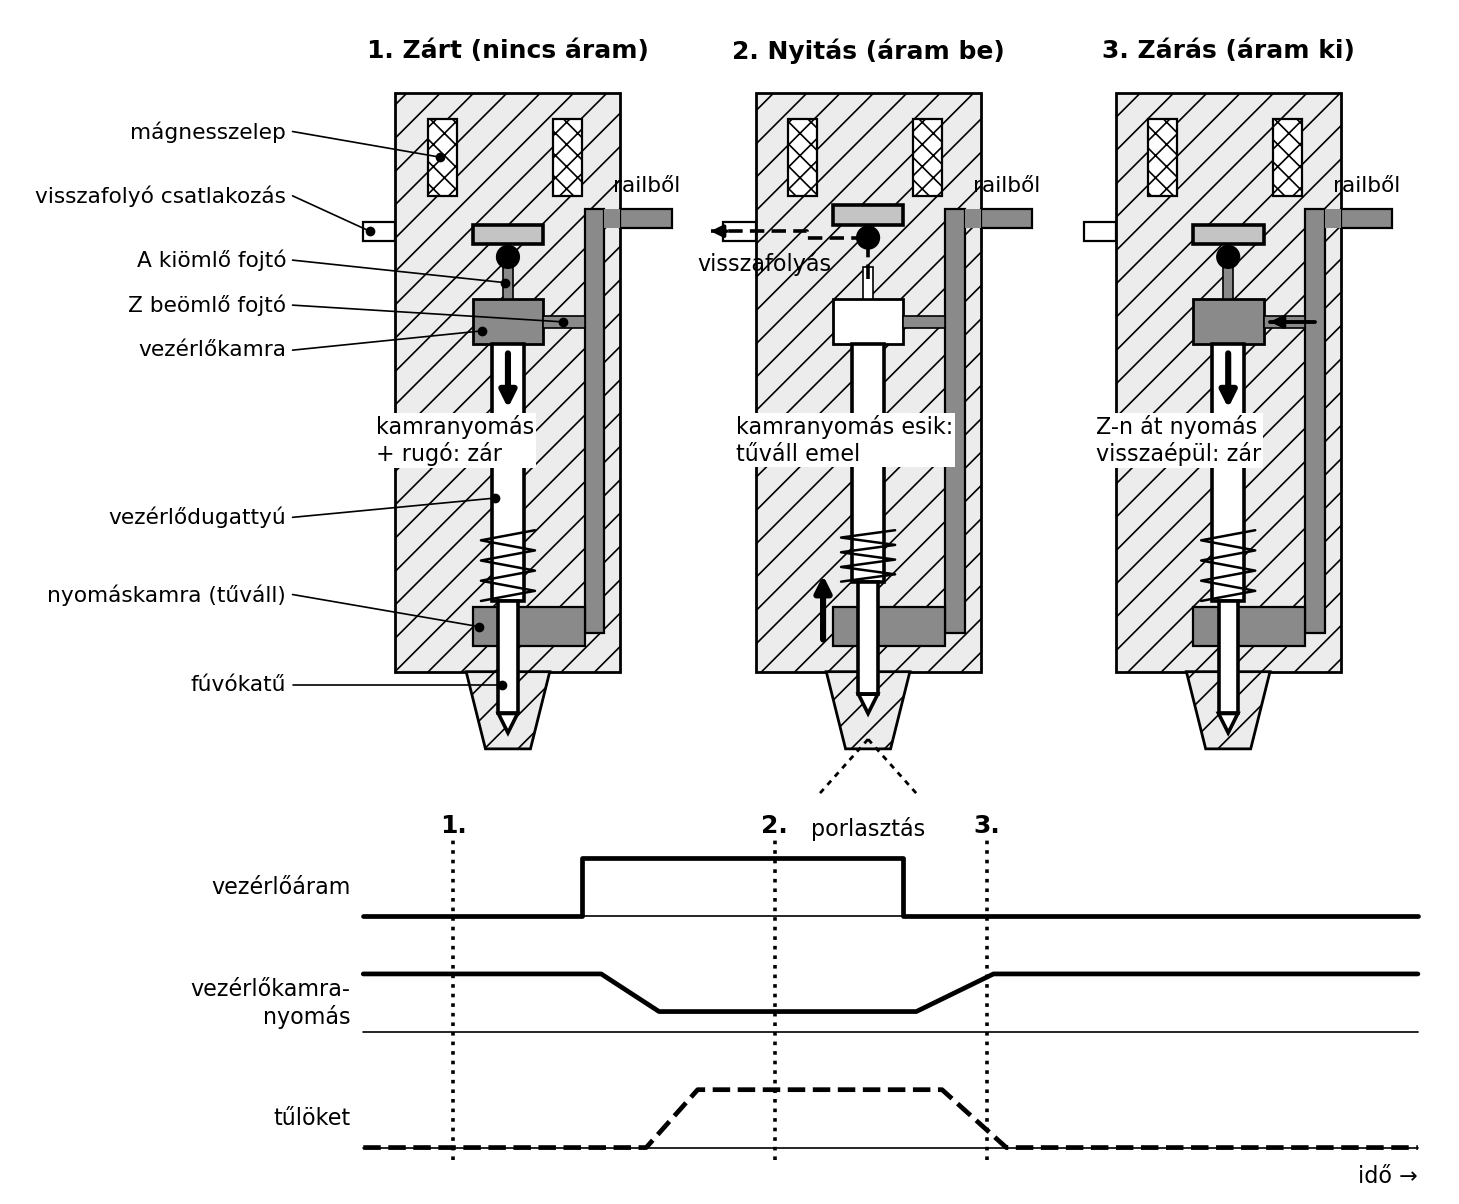 1. Zárt (nincs áram)
2. Nyitás (áram be)
3. Zárás (áram ki)
mágnesszelep
visszafolyó csatlakozás
A kiömlő fojtó
Z beömlő fojtó
vezérlőkamra
vezérlődugattyú
nyomáskamra (tűváll)
fúvókatű
railből
railből
railből
visszafolyás
kamranyomás
+ rugó: zár
kamranyomás esik:
tűváll emel
Z-n át nyomás
visszaépül: zár
porlasztás
1.
2.
3.
vezérlőáram
vezérlőkamra-
nyomás
tűlöket
idő →